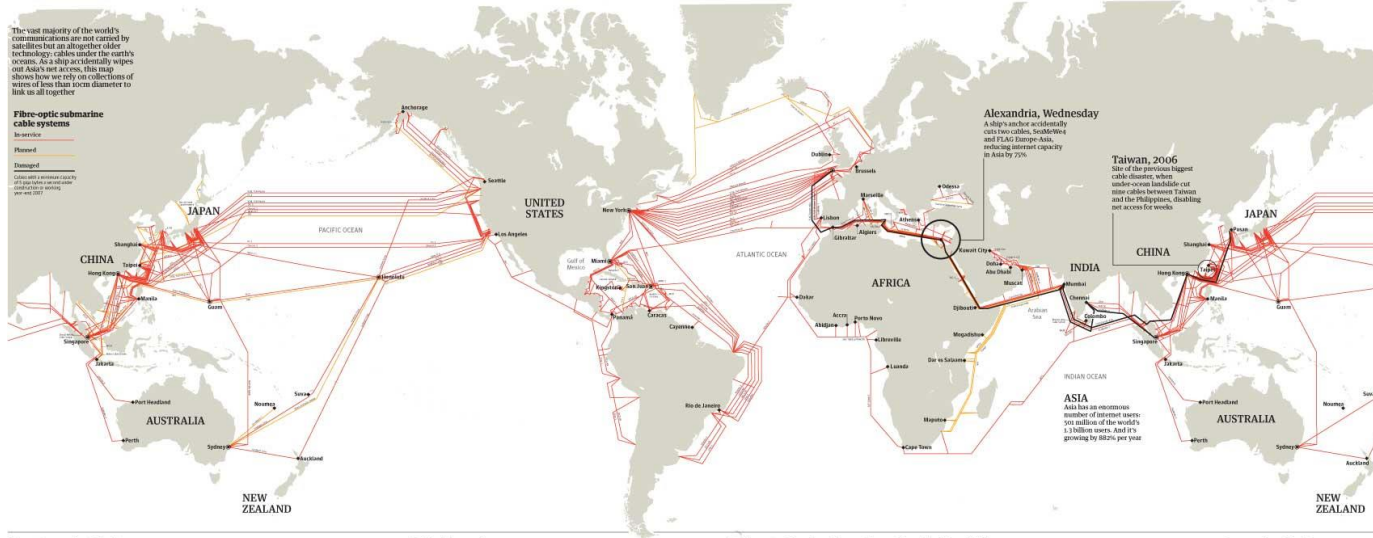 The vast majority of the world's
communications are not carried by
satellites but an altogether older
technology: cables under the earth's
oceans. As a ship accidentally wipes
out Asia's net access, this map
shows how we rely on collections of
wires of less than 10cm diameter to
link us all together
Fibre-optic submarine
cable systems
In-service
Planned
Damaged
Anchorage
Seattle
UNITED
STATES
New York
Los Angeles
JAPAN
PACIFIC OCEAN
Shanghai
CHINA
Taipei
Hong Kong
Manila
Guam
Honolulu
Singapore
Jakarta
Port Headland
AUSTRALIA
Perth
Noumea
Suva
Sydney
Auckland
NEW
ZEALAND
Gulf of
Mexico
Miami
Kingston
San Juan
Panama
Caracas
Cayenne
Rio de Janeiro
ATLANTIC OCEAN
Dublin
Brussels
Marseille
Odessa
Lisbon
Athens
Gibraltar
Algiers
Alexandria, Wednesday
A ship's anchor accidentally
cuts two cables, SeaMeWe4
and FLAG Europe-Asia,
reducing internet capacity
in Asia by 75%
Kuwait City
Doha
Abu Dhabi
Muscat
AFRICA
Dakar
Accra
Porto Novo
Abidjan
Libreville
Luanda
Djibouti
Mogadishu
Dar es Salaam
Maputo
Cape Town
Arabian
Sea
INDIA
Mumbai
Chennai
Colombo
INDIAN OCEAN
ASIA
Asia has an enormous
number of internet users:
501 million of the world's
1.3 billion users. And it's
growing by 882% per year
Taiwan, 2006
Site of the previous biggest
cable disaster, when
under-ocean landslide cut
nine cables between Taiwan
and the Philippines, disabling
net access for weeks
JAPAN
Pusan
CHINA
Shanghai
Taipei
Hong Kong
Manila
Guam
Singapore
Jakarta
Port Headland
AUSTRALIA
Perth
Noumea
Sydney
Auckland
NEW
ZEALAND